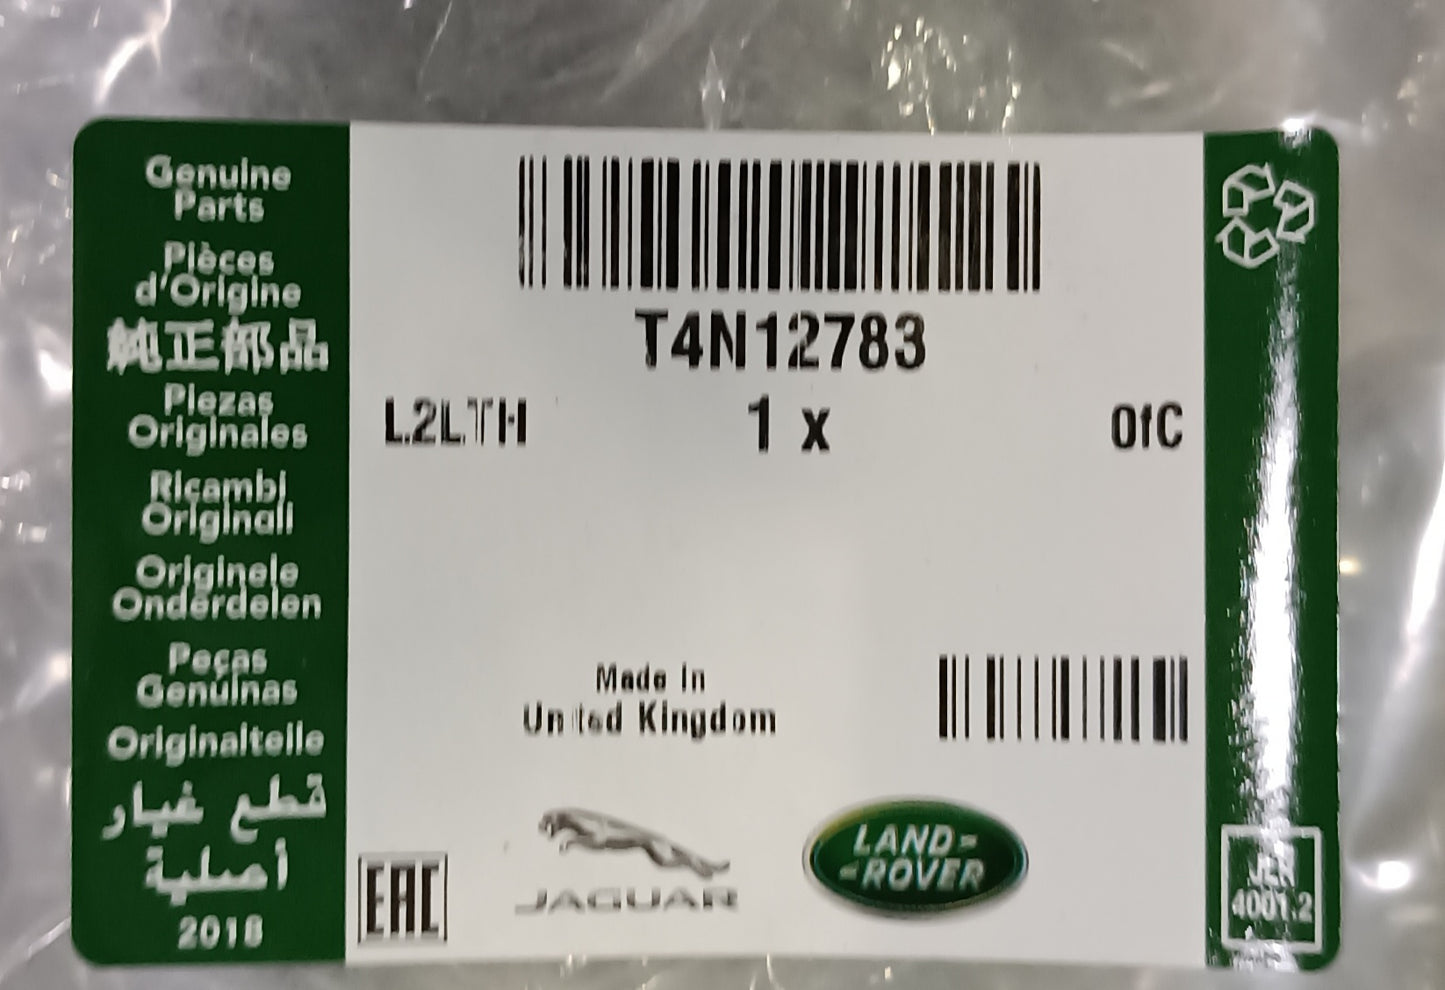 Genuine
Parts
Pièces
d'Origine
純正部品
Piezas
Originales
Ricambi
Originali
Originele
Onderdelen
Peças
Genuínas
Originalteile
قطع غيار
أصلية
2018
T4N12783
L2LTH 1 x 0fC
Made in
United Kingdom
EAC
JAGUAR
LAND-
-ROVER
JER
4001.2